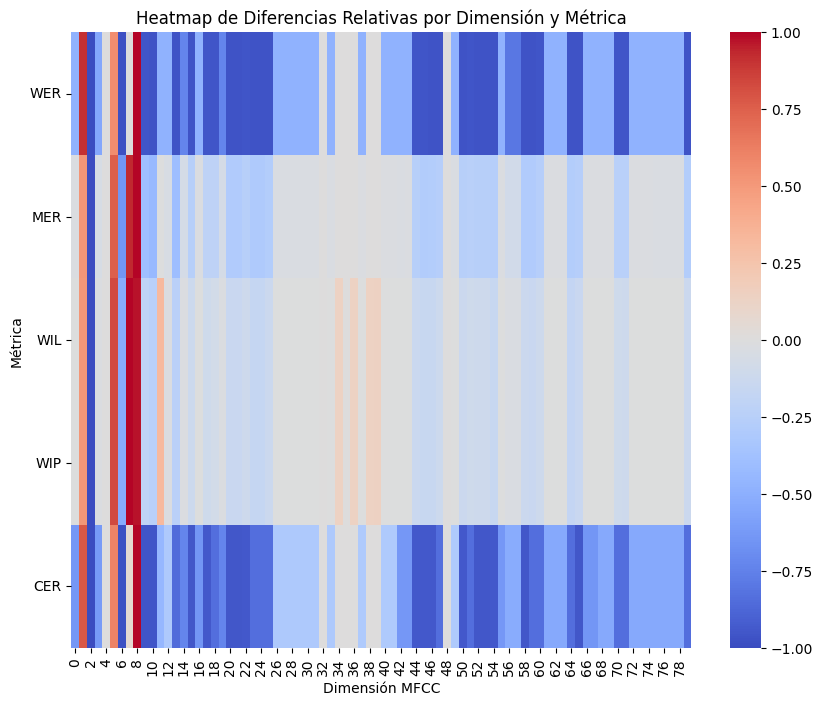 Heatmap de Diferencias Relativas por Dimensión y Métrica
WER
MER
WIL
WIP
CER
Métrica
0 2 4 6 8 10 12 14 16 18 20 22 24 26 28 30 32 34 36 38 40 42 44 46 48 50 52 54 56 58 60 62 64 66 68 70 72 74 76 78
Dimensión MFCC
1.00
0.75
0.50
0.25
0.00
−0.25
−0.50
−0.75
−1.00